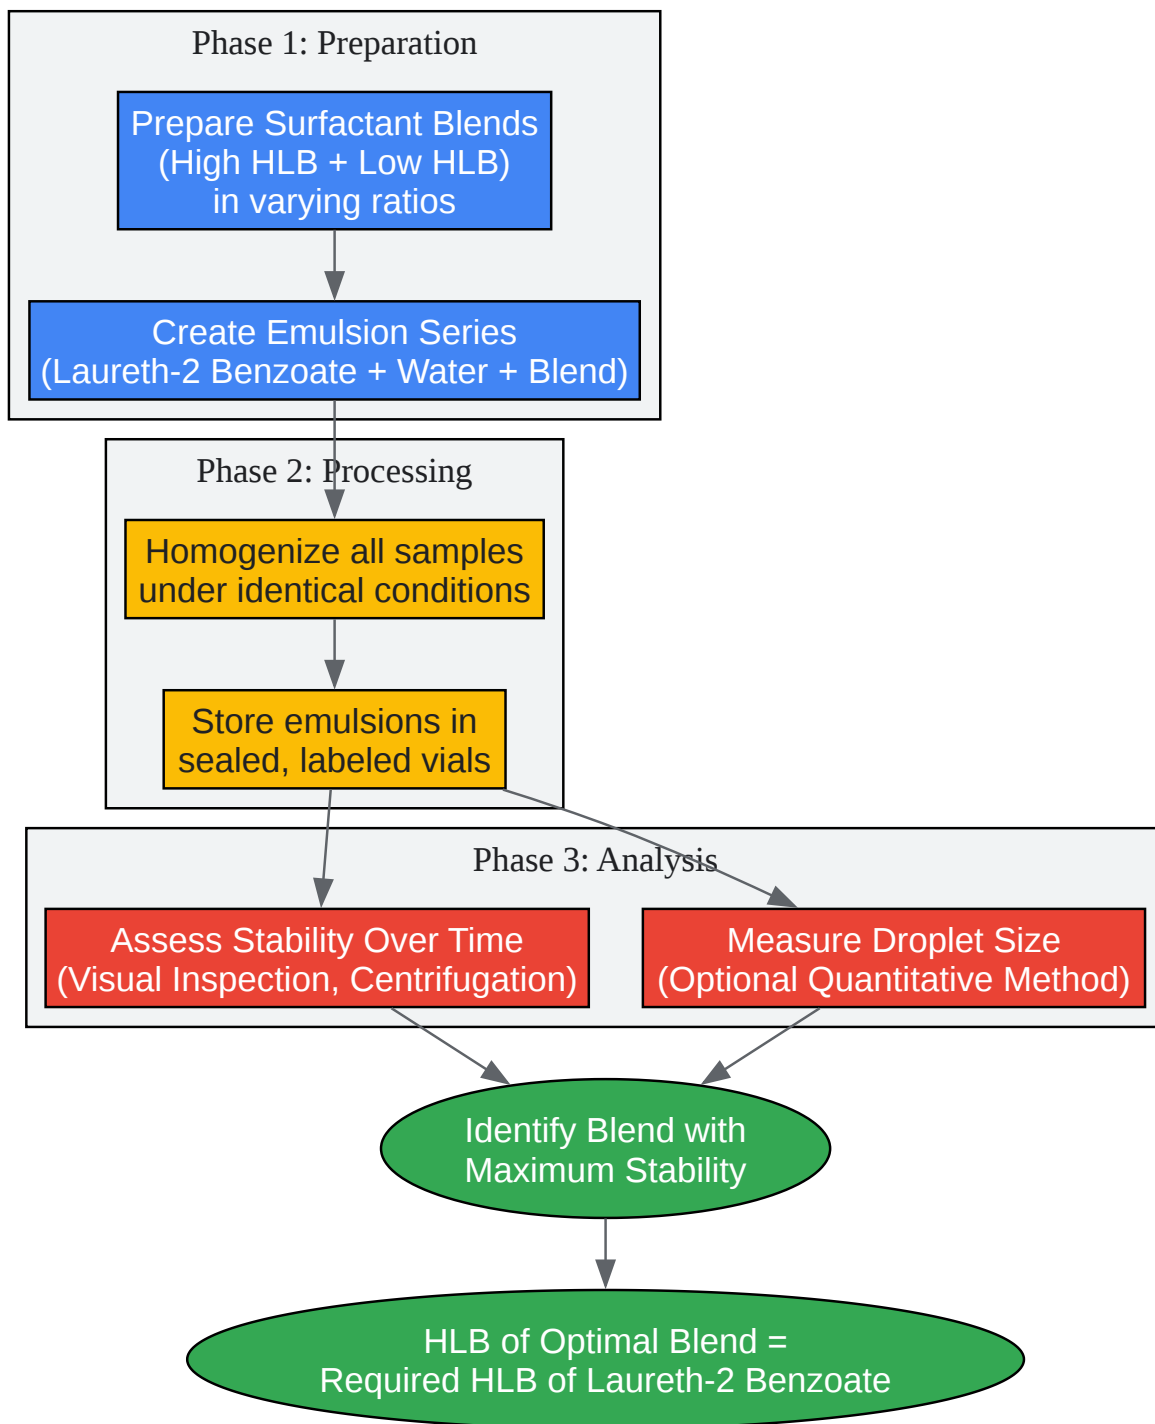 Phase 1: Preparation
Prepare Surfactant Blends
(High HLB + Low HLB)
in varying ratios
Create Emulsion Series
(Laureth-2 Benzoate + Water + Blend)
Phase 2: Processing
Homogenize all samples
under identical conditions
Store emulsions in
sealed, labeled vials
Phase 3: Analysis
Assess Stability Over Time
(Visual Inspection, Centrifugation)
Measure Droplet Size
(Optional Quantitative Method)
Identify Blend with
Maximum Stability
HLB of Optimal Blend =
Required HLB of Laureth-2 Benzoate